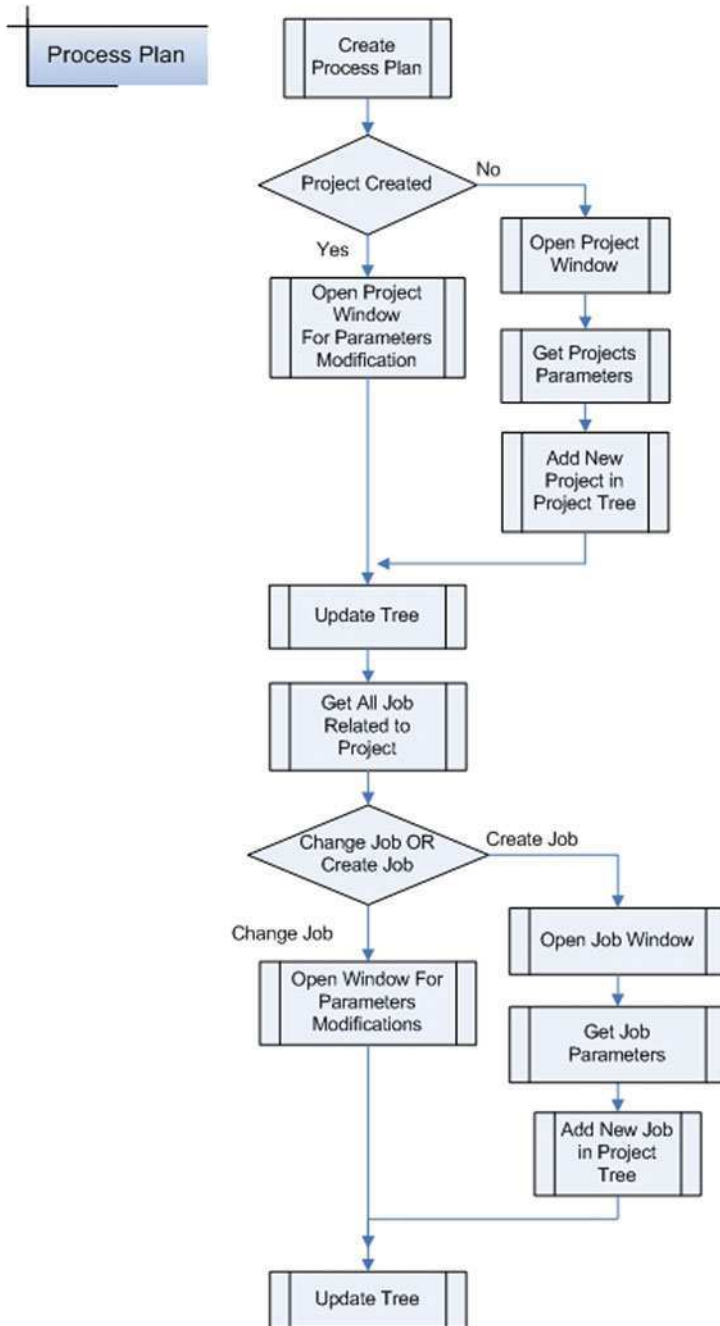 Process Plan
Create
Process Plan
Project Created
No
Yes
Open Project
Window
Open Project
Window
For Parameters
Modification
Get Projects
Parameters
Add New
Project in
Project Tree
Update Tree
Get All Job
Related to
Project
Change Job OR
Create Job
Create Job
Change Job
Open Job Window
Open Window For
Parameters
Modifications
Get Job
Parameters
Add New Job
in Project
Tree
Update Tree